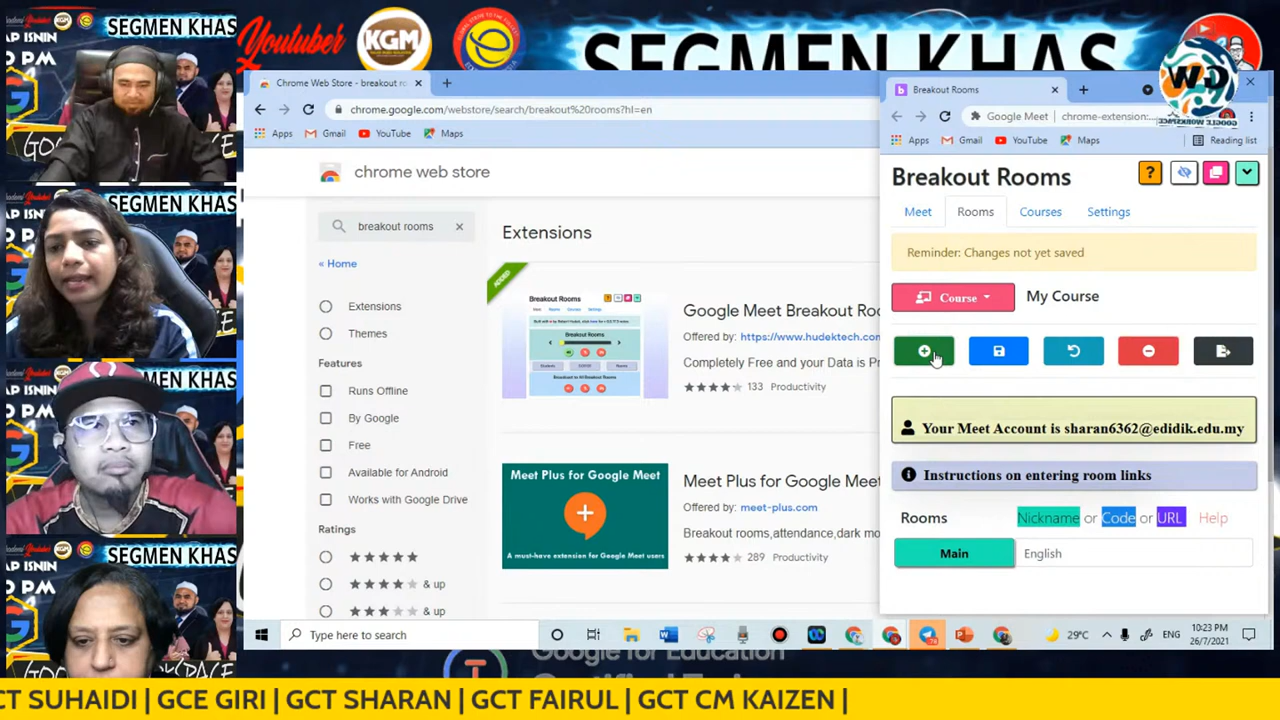 SEGMEN KHAS
Youtuber
KGM
SEGMEN KHAS
AP ISNIN
WD
Chrome Web Store - breakout ro
chrome.google.com/webstore/search/breakout%20rooms?hl=en
Apps
Gmail
YouTube
Maps
chrome web store
breakout rooms
« Home
Extensions
Themes
Features
Runs Offline
By Google
Free
Available for Android
Works with Google Drive
Ratings
& up
& up
Extensions
ADDED
Breakout Rooms
Google Meet Breakout Roo
Offered by: https://www.hudektech.com
Completely Free and your Data is Pr
133 Productivity
Meet Plus for Google Meet
A must-have extension for Google Meet users
Meet Plus for Google Meet
Offered by: meet-plus.com
Breakout rooms,attendance,dark mo
289 Productivity
Breakout Rooms
Google Meet
chrome-extension:...
Apps
Gmail
YouTube
Maps
Reading list
Breakout Rooms
?
Meet
Rooms
Courses
Settings
Reminder: Changes not yet saved
Course
My Course
Your Meet Account is sharan6362@edidik.edu.my
Instructions on entering room links
Rooms
Nickname or Code or URL Help
Main
English
Type here to search
29°C
ENG
10:23 PM
26/7/2021
SEGMEN KHAS
SEGMEN KHAS
SEGMEN KHAS
Google for Education
CT SUHAIDI | GCE GIRI | GCT SHARAN | GCT FAIRUL | GCT CM KAIZEN |